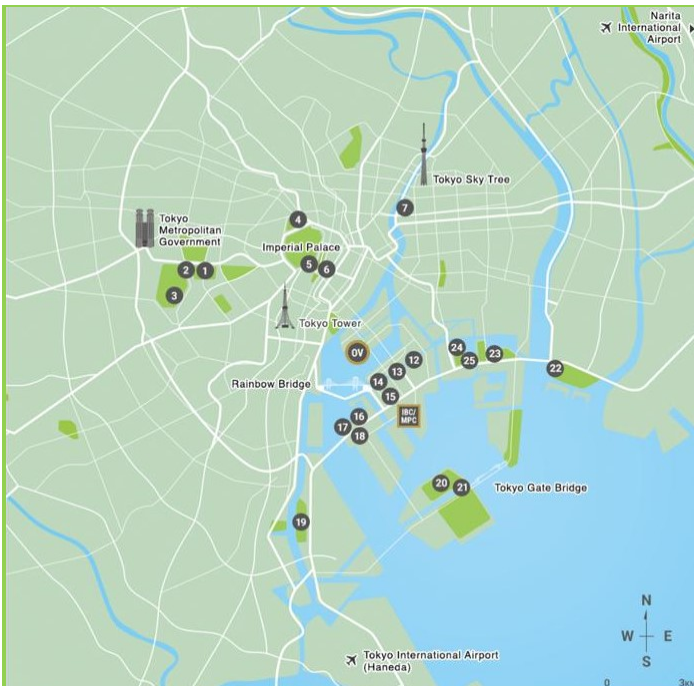 Narita
International
Airport
Tokyo Sky Tree
7
4
Tokyo
Metropolitan
Government
Imperial Palace
2
1
5
6
3
Tokyo Tower
OV
12
24
25
23
22
13
14
15
Rainbow Bridge
IBC/
MPC
16
17
18
20
21
Tokyo Gate Bridge
19
N
W
E
S
Tokyo International Airport
(Haneda)
0